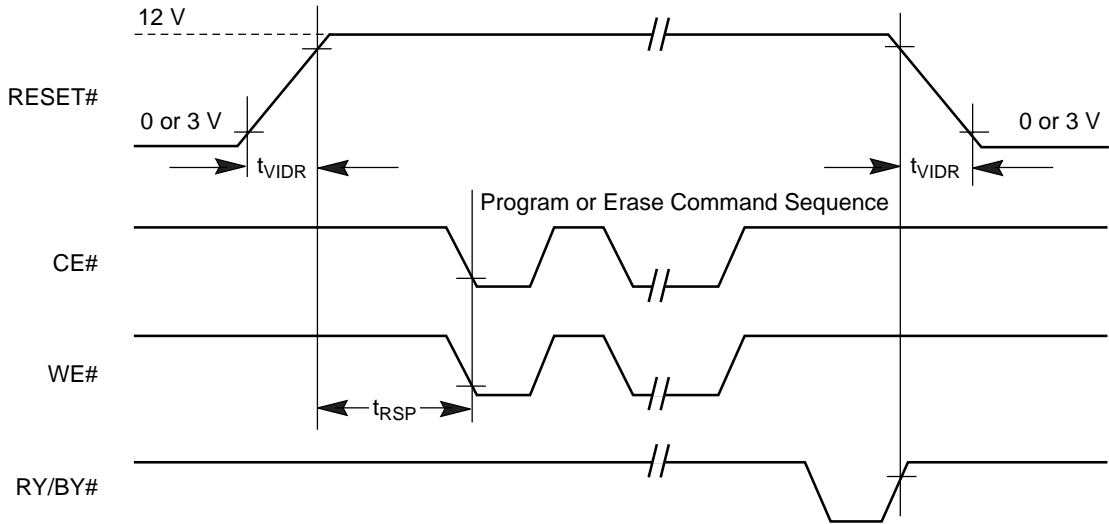 12 V
RESET#
0 or 3 V
0 or 3 V
tVIDR
tVIDR
Program or Erase Command Sequence
CE#
WE#
tRSP
RY/BY#